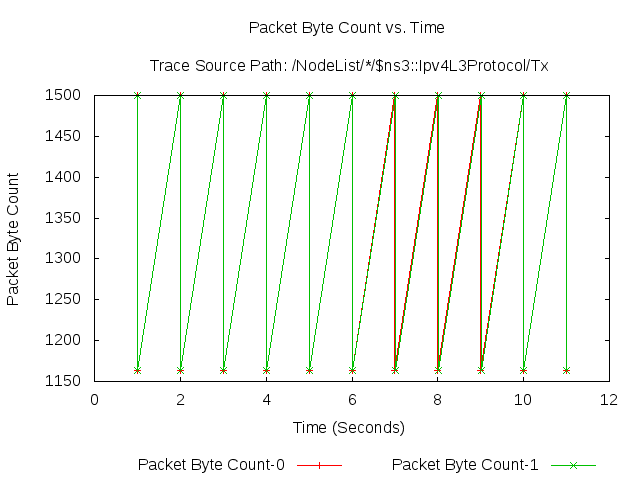 Packet Byte Count vs. Time
Trace Source Path: /NodeList/*/$ns3::Ipv4L3Protocol/Tx
1500
1450
1400
1350
1300
1250
1200
1150
Packet Byte Count
0 2 4 6 8 10 12
Time (Seconds)
Packet Byte Count-0 Packet Byte Count-1